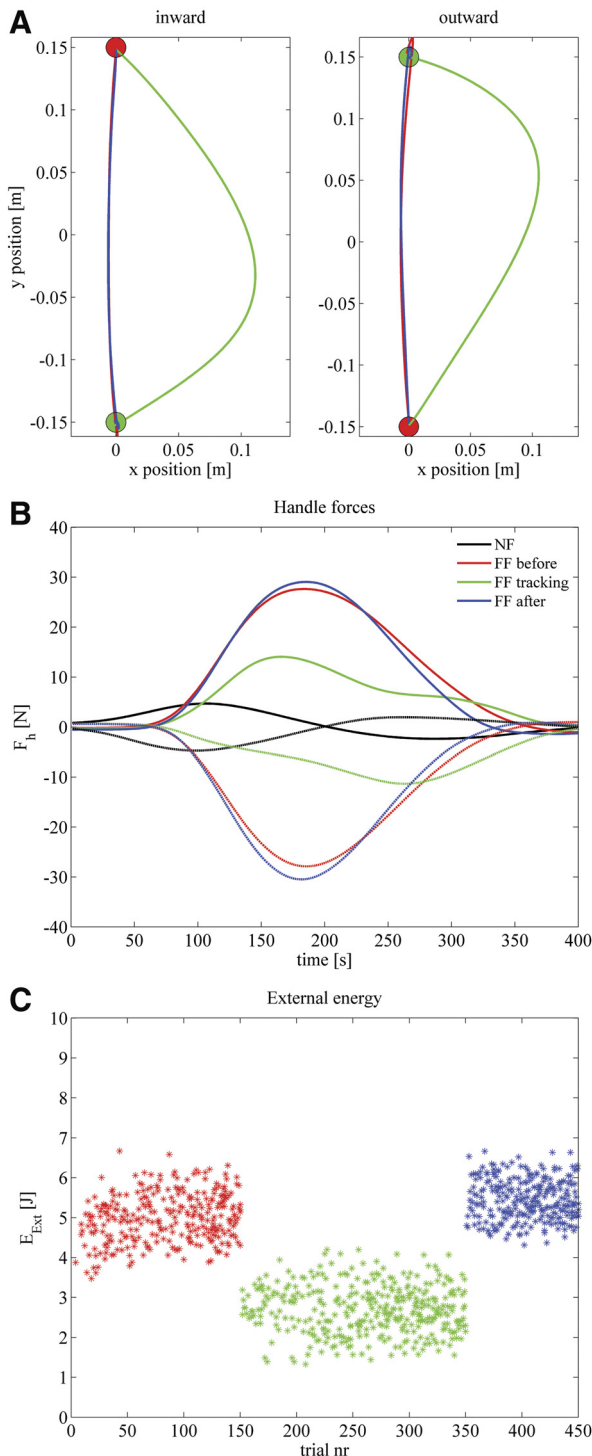 A
inward
outward
0.15
0.1
0.05
0
-0.05
-0.1
-0.15
y position [m]
0 0.05 0.1
x position [m]
0.15
0.1
0.05
0
-0.05
-0.1
-0.15
0 0.05 0.1
x position [m]
B
Handle forces
40
30
20
10
0
-10
-20
-30
-40
F_h [N]
NF
FF before
FF tracking
FF after
0 50 100 150 200 250 300 350 400
time [s]
C
External energy
10
9
8
7
6
5
4
3
2
1
0
E_Ext [J]
0 50 100 150 200 250 300 350 400 450
trial nr